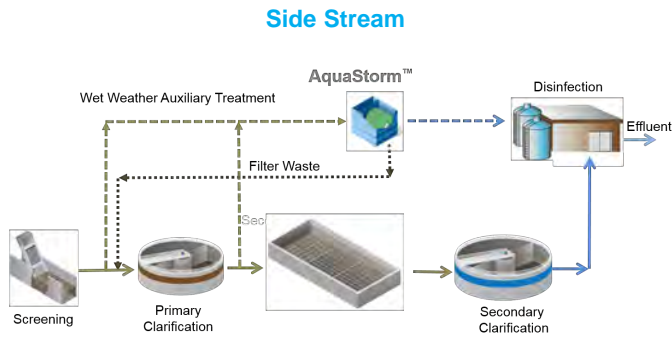 Side Stream
AquaStorm™
Wet Weather Auxiliary Treatment
Disinfection
Effluent
Filter Waste
Screening
Primary
Clarification
Secondary
Clarification